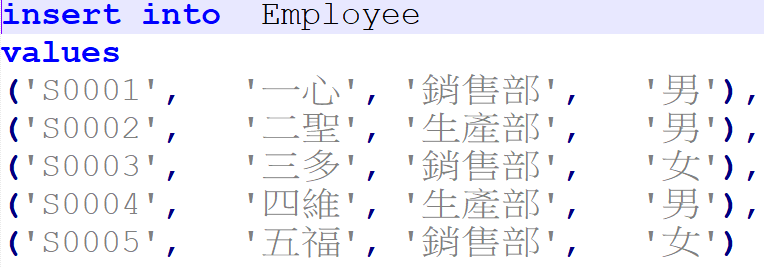 insert into  Employee
values
('S0001',   '一心', '銷售部',   '男'),
('S0002',   '二聖', '生產部',   '男'),
('S0003',   '三多', '銷售部',   '女'),
('S0004',   '四維', '生產部',   '男'),
('S0005',   '五福', '銷售部',   '女')